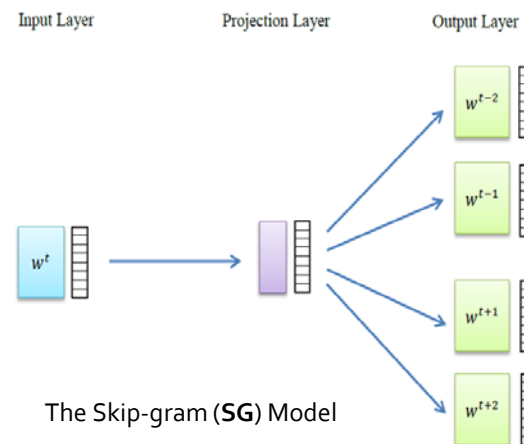 Input Layer Projection Layer Output Layer
w^{t-2}
w^{t-1}
w^t
w^{t+1}
w^{t+2}
The Skip-gram (SG) Model